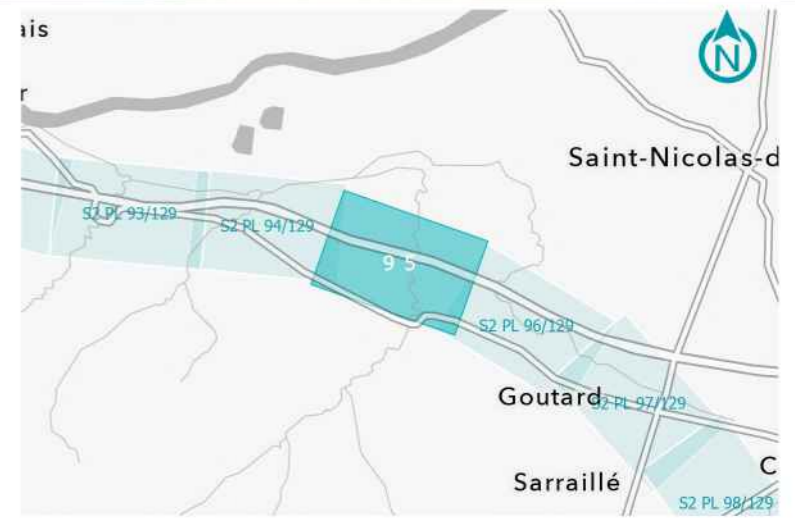 ais
N
r
Saint-Nicolas-d
S2 PL 93/129
S2 PL 94/129
9 5
S2 PL 96/129
Goutard
S2 PL 97/129
C
Sarraillé
S2 PL 98/129